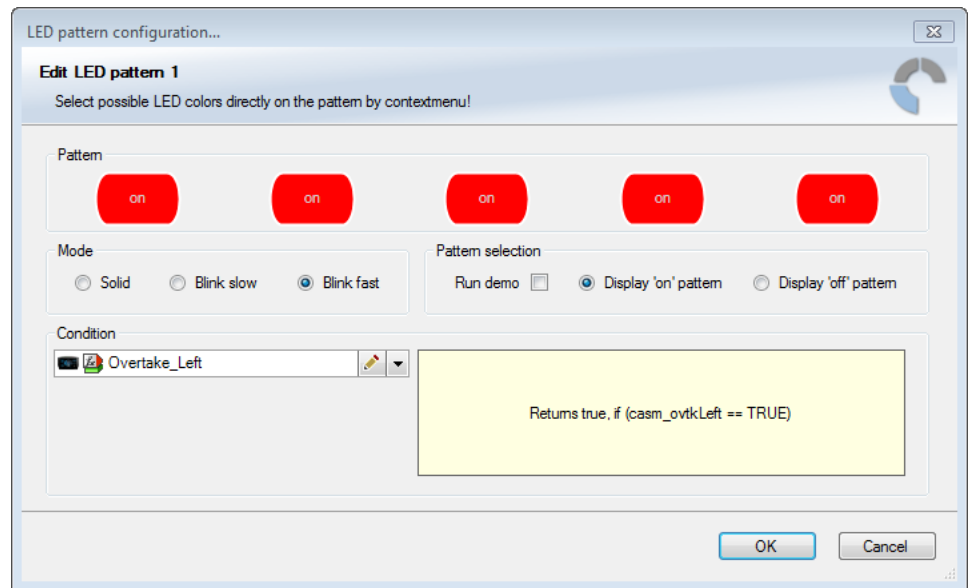 LED pattern configuration...
Edit LED pattern 1
Select possible LED colors directly on the pattern by contextmenu!
Pattern
on on on on on
Mode
Solid Blink slow Blink fast
Pattern selection
Run demo Display 'on' pattern Display 'off' pattern
Condition
fx Overtake_Left
Returns true, if (casm_ovtkLeft == TRUE)
OK Cancel